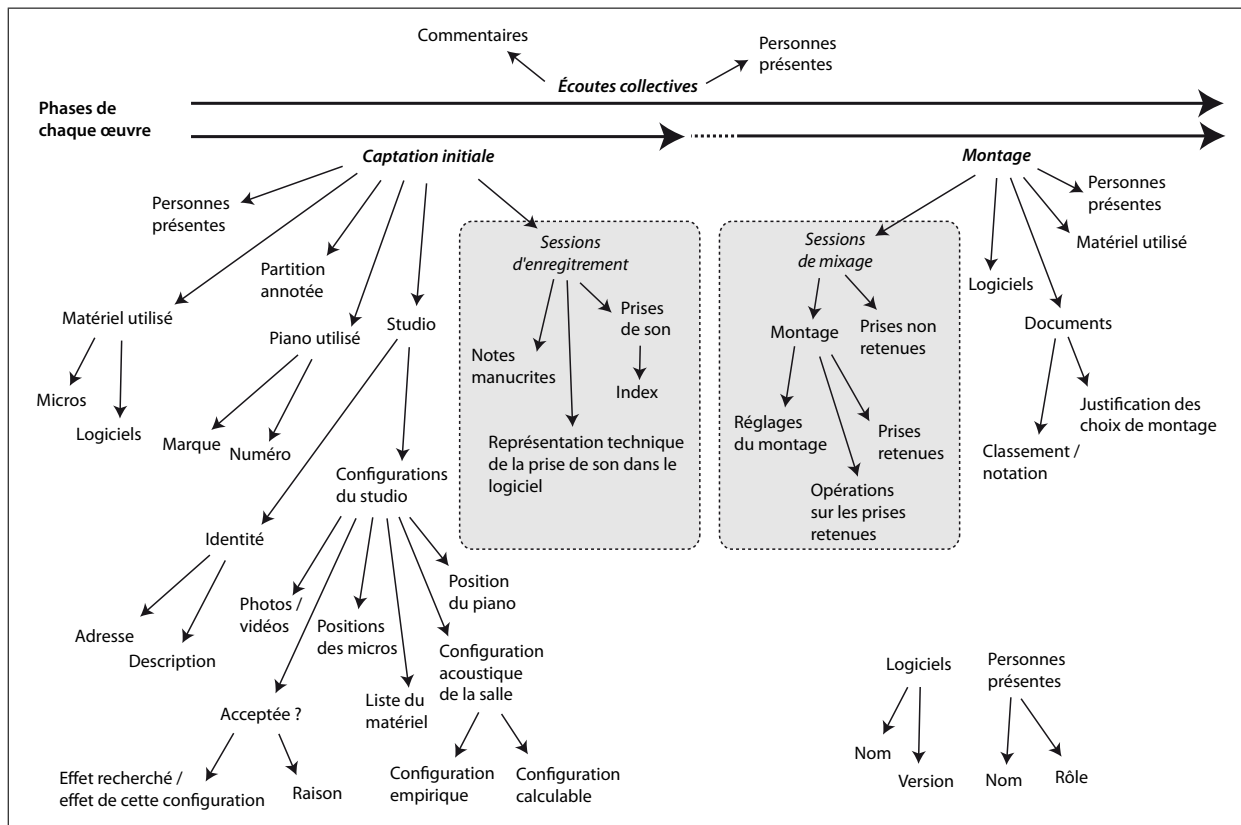 Commentaires
Personnes
présentes
Écoutes collectives
Phases de
chaque œuvre
Captation initiale
Montage
Personnes
présentes
Partition
annotée
Matériel utilisé
Micros
Logiciels
Piano utilisé
Marque
Numéro
Studio
Identité
Adresse
Description
Configurations
du studio
Photos /
vidéos
Positions
des micros
Position
du piano
Acceptée ?
Effet recherché /
effet de cette configuration
Raison
Liste du
matériel
Configuration
acoustique
de la salle
Configuration
empirique
Configuration
calculable
Sessions
d'enregitrement
Notes
manucrites
Prises
de son
Index
Représentation technique
de la prise de son dans le
logiciel
Sessions
de mixage
Montage
Prises non
retenues
Réglages
du montage
Prises
retenues
Opérations
sur les prises
retenues
Personnes
présentes
Matériel utilisé
Logiciels
Documents
Justification des
choix de montage
Classement /
notation
Logiciels
Nom
Version
Personnes
présentes
Nom
Rôle